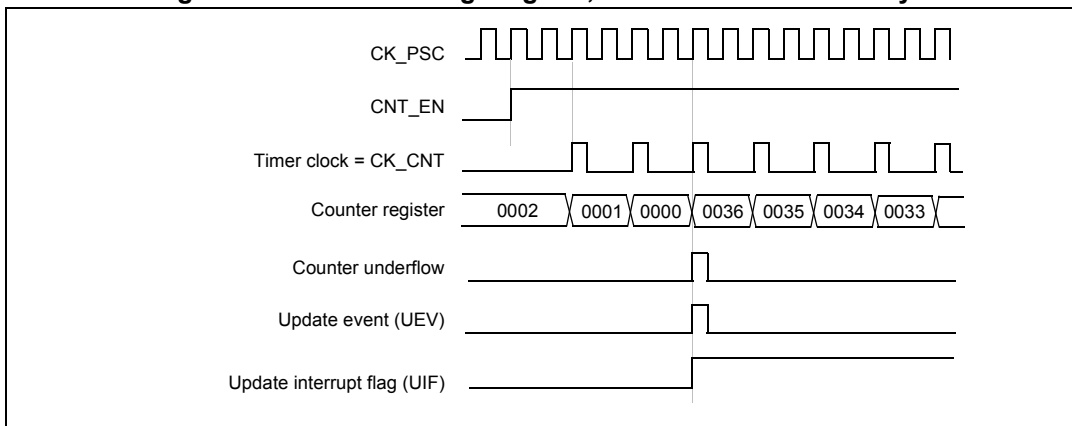 CK_PSC
CNT_EN
Timer clock = CK_CNT
Counter register 0002 0001 0000 0036 0035 0034 0033
Counter underflow
Update event (UEV)
Update interrupt flag (UIF)